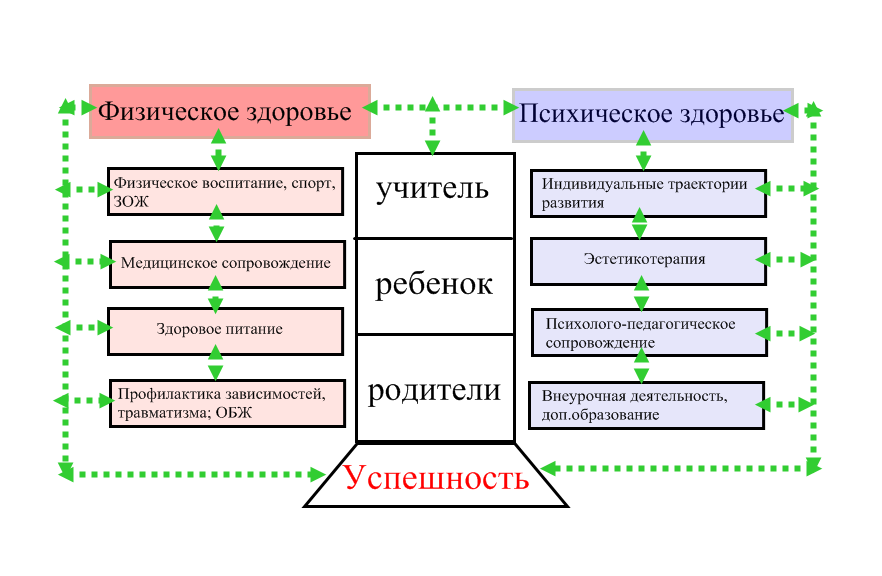 Физическое здоровье
Психическое здоровье
Физическое воспитание, спорт,
ЗОЖ
Медицинское сопровождение
Здоровое питание
Профилактика зависимостей,
травматизма; ОБЖ
учитель
ребенок
родители
Успешность
Индивидуальные траектории
развития
Эстетикотерапия
Психолого-педагогическое
сопровождение
Внеурочная деятельность,
доп.образование